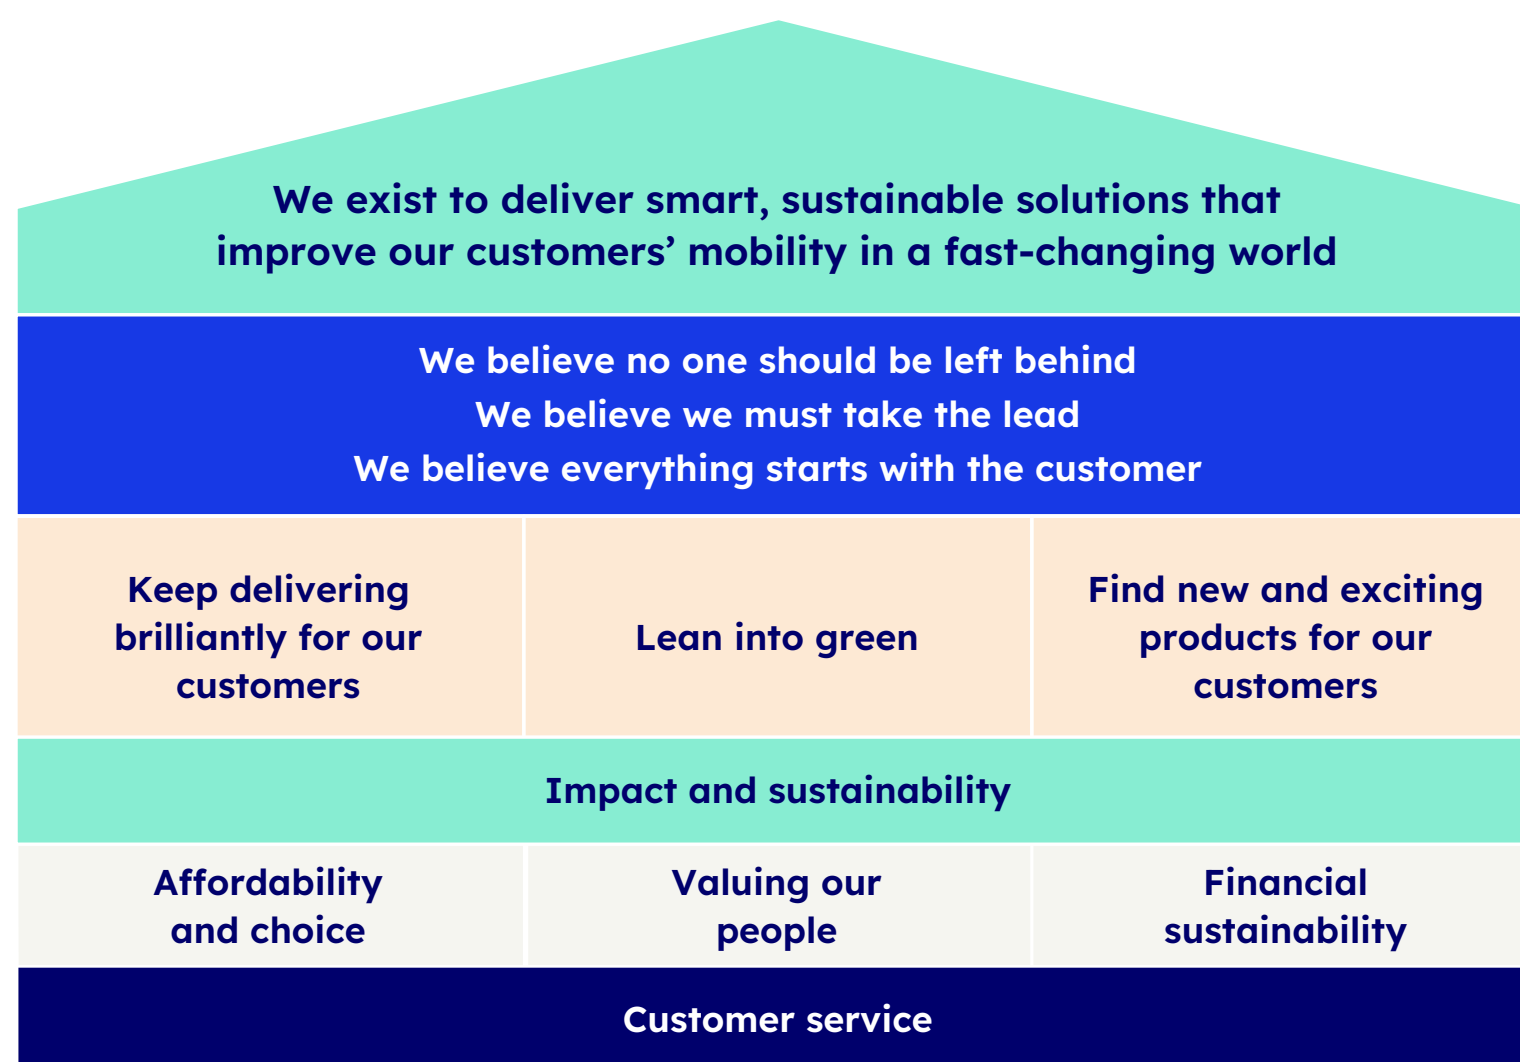 We exist to deliver smart, sustainable solutions that
improve our customers’ mobility in a fast-changing world
We believe no one should be left behind
We believe we must take the lead
We believe everything starts with the customer
Keep delivering
brilliantly for our
customers
Lean into green
Find new and exciting
products for our
customers
Impact and sustainability
Affordability
and choice
Valuing our
people
Financial
sustainability
Customer service